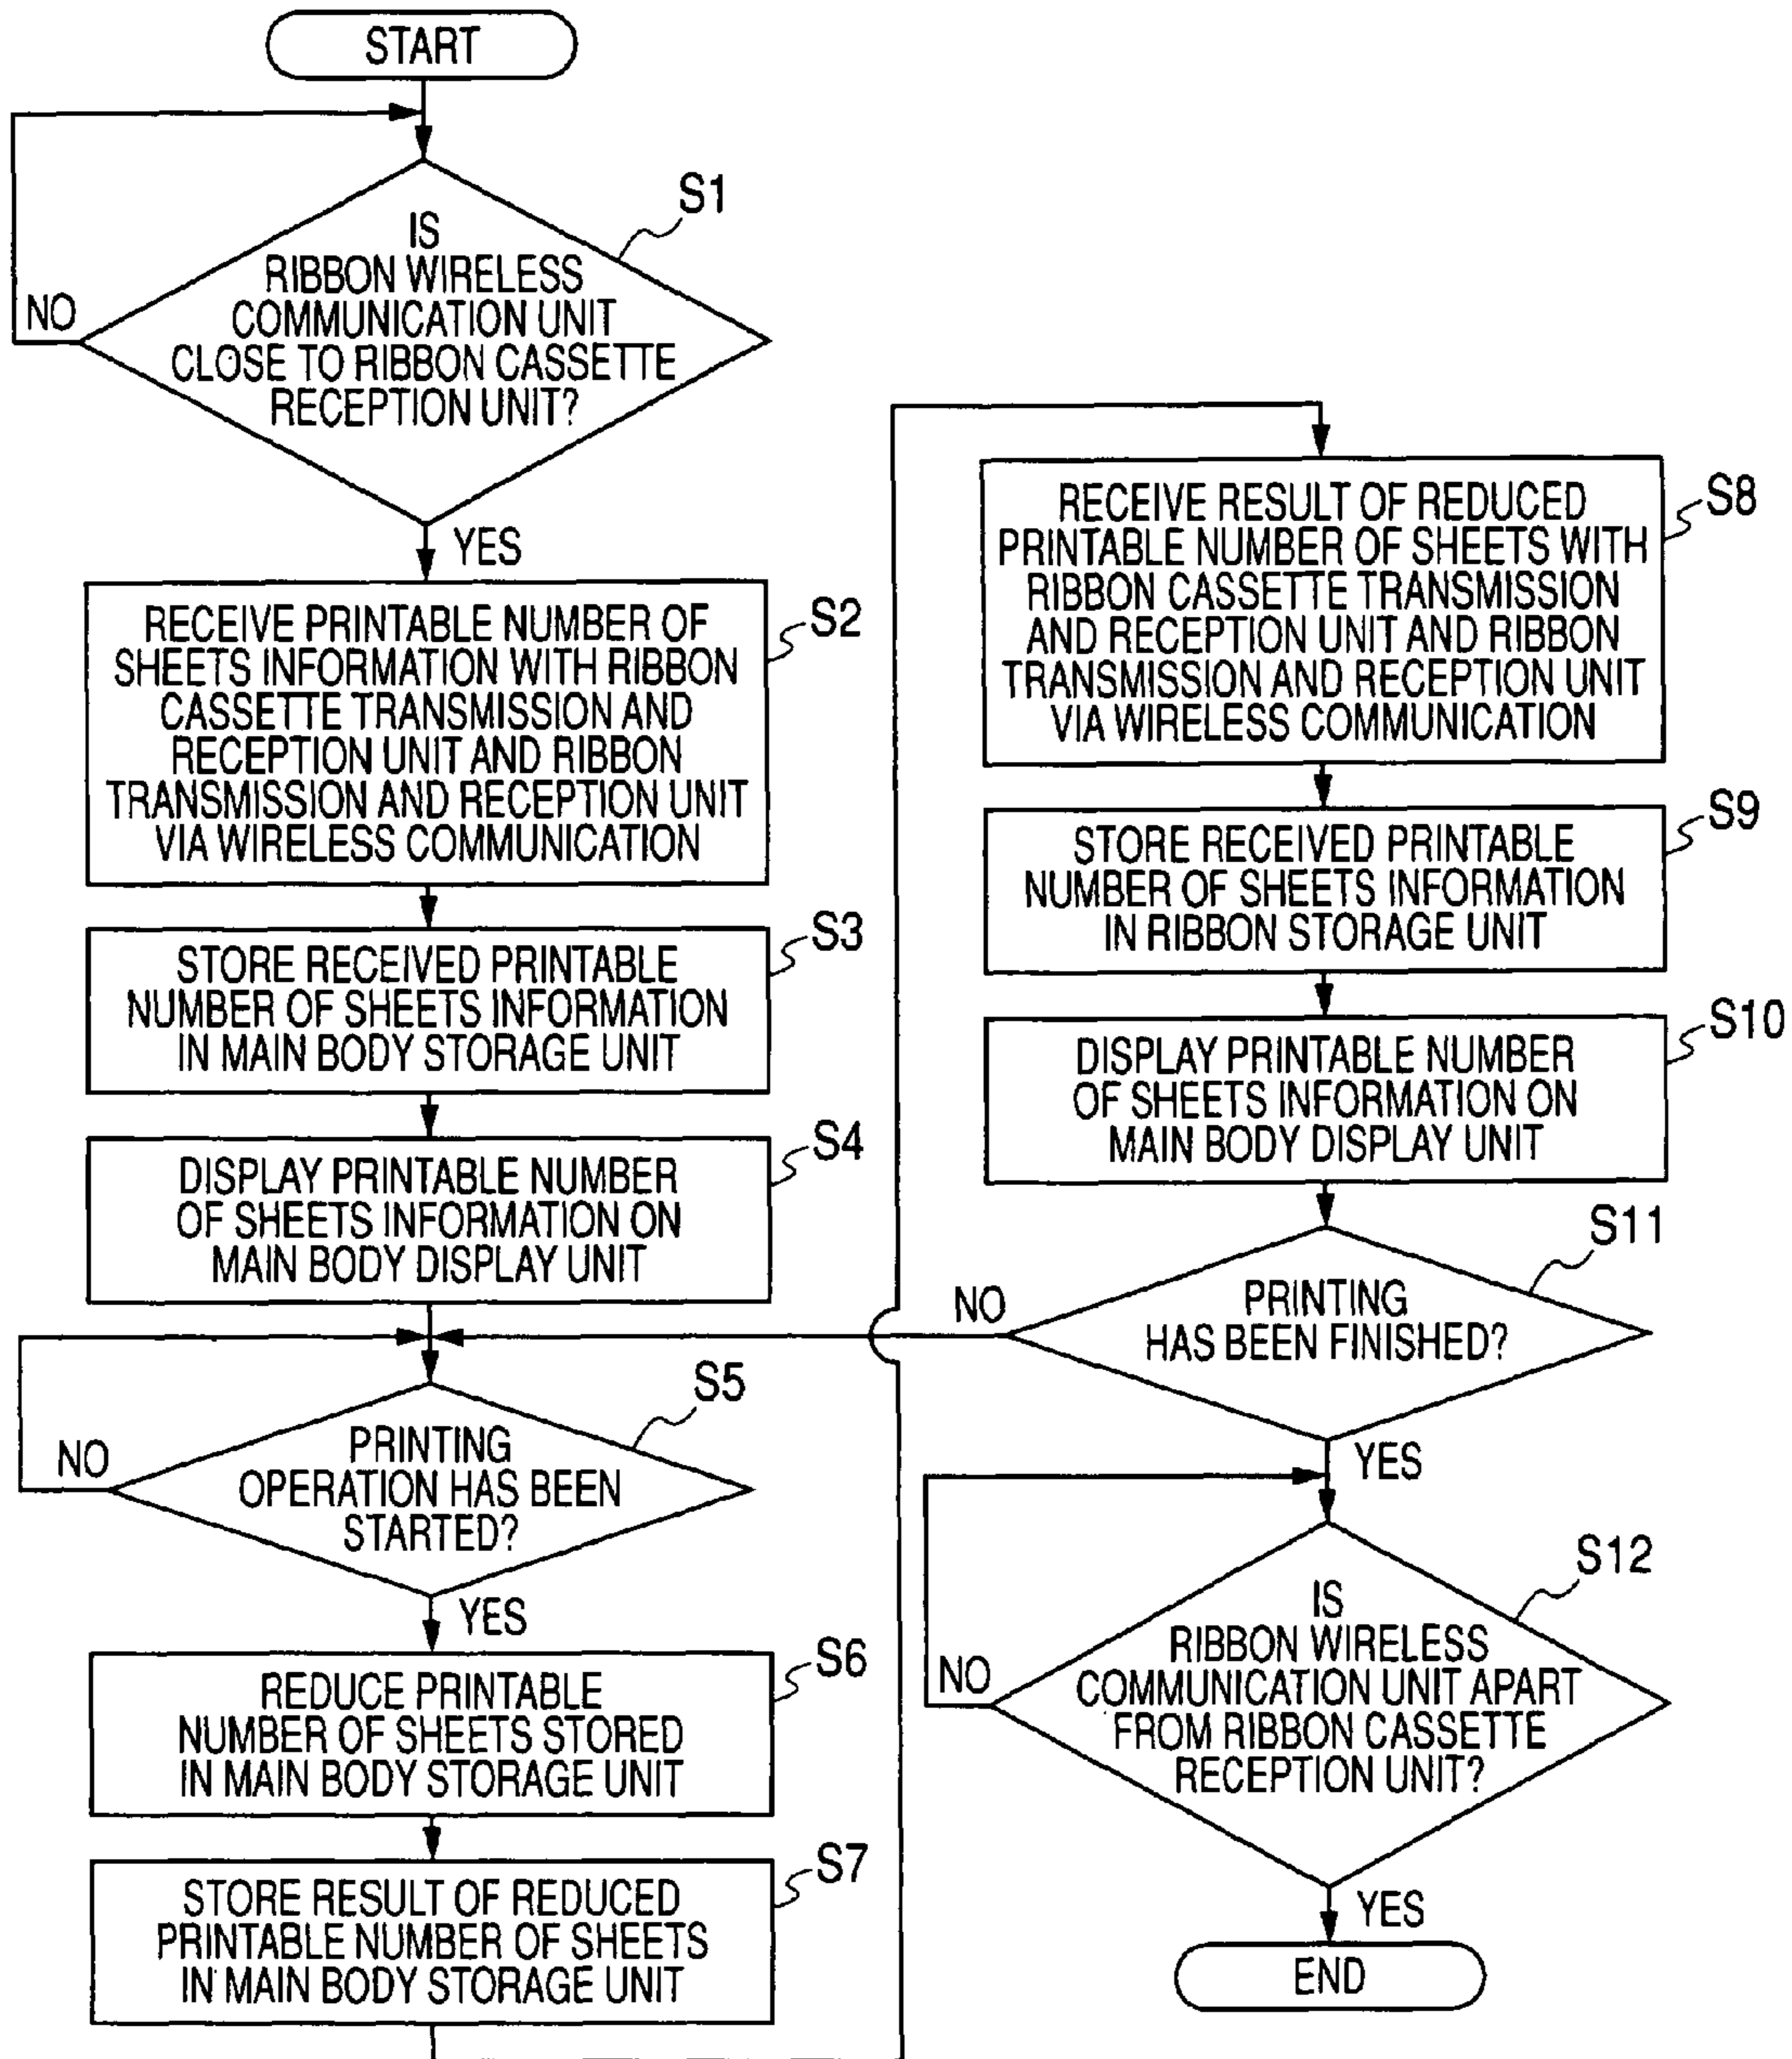 START
S1
IS
RIBBON WIRELESS
COMMUNICATION UNIT
CLOSE TO RIBBON CASSETTE
RECEPTION UNIT?
NO
YES
S2
RECEIVE PRINTABLE NUMBER OF
SHEETS INFORMATION WITH RIBBON
CASSETTE TRANSMISSION AND
RECEPTION UNIT AND RIBBON
TRANSMISSION AND RECEPTION UNIT
VIA WIRELESS COMMUNICATION
S3
STORE RECEIVED PRINTABLE
NUMBER OF SHEETS INFORMATION
IN MAIN BODY STORAGE UNIT
S4
DISPLAY PRINTABLE NUMBER
OF SHEETS INFORMATION ON
MAIN BODY DISPLAY UNIT
S5
PRINTING
OPERATION HAS BEEN
STARTED?
NO
YES
S6
REDUCE PRINTABLE
NUMBER OF SHEETS STORED
IN MAIN BODY STORAGE UNIT
S7
STORE RESULT OF REDUCED
PRINTABLE NUMBER OF SHEETS
IN MAIN BODY STORAGE UNIT
S8
RECEIVE RESULT OF REDUCED
PRINTABLE NUMBER OF SHEETS WITH
RIBBON CASSETTE TRANSMISSION
AND RECEPTION UNIT AND RIBBON
TRANSMISSION AND RECEPTION UNIT
VIA WIRELESS COMMUNICATION
S9
STORE RECEIVED PRINTABLE
NUMBER OF SHEETS INFORMATION
IN RIBBON STORAGE UNIT
S10
DISPLAY PRINTABLE NUMBER
OF SHEETS INFORMATION ON
MAIN BODY DISPLAY UNIT
S11
PRINTING
HAS BEEN FINISHED?
NO
YES
S12
IS
RIBBON WIRELESS
COMMUNICATION UNIT APART
FROM RIBBON CASSETTE
RECEPTION UNIT?
NO
YES
END